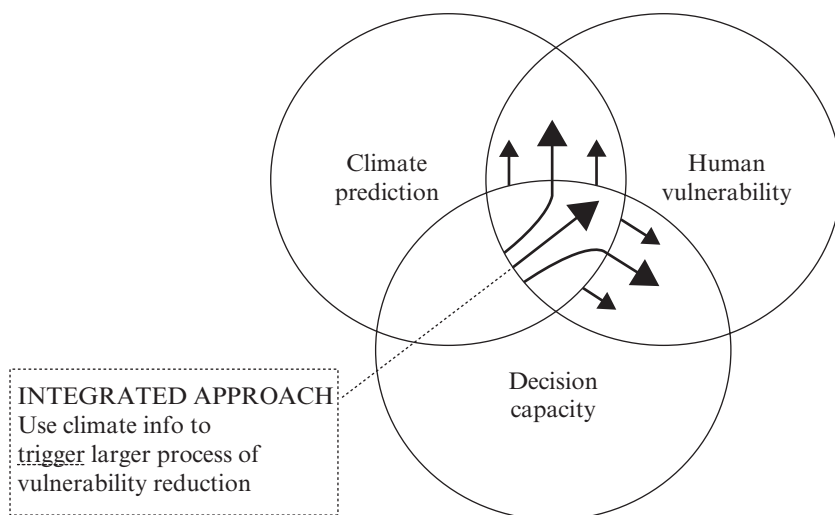 Climate
prediction
Human
vulnerability
Decision
capacity
INTEGRATED APPROACH
Use climate info to
trigger larger process of
vulnerability reduction